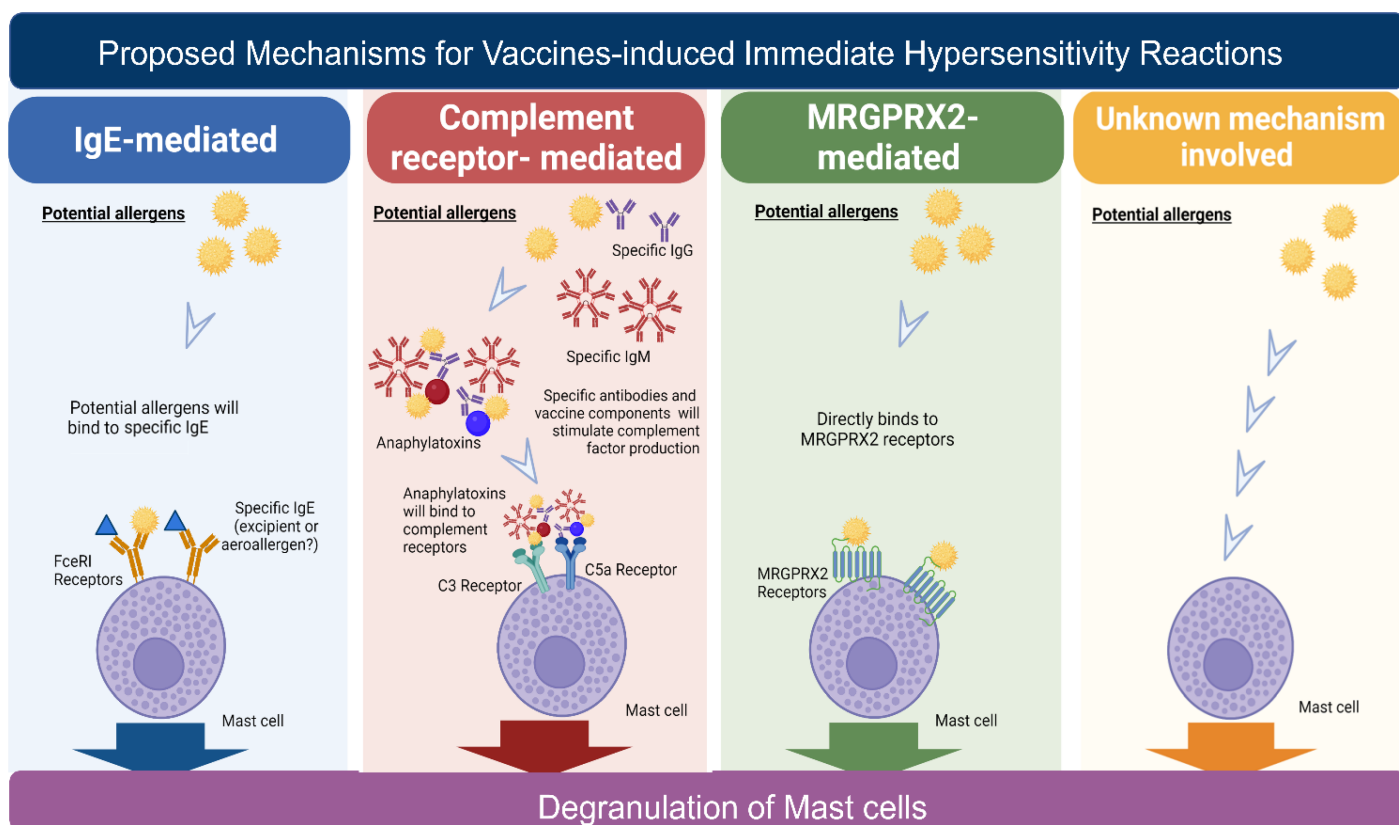 Proposed Mechanisms for Vaccines-induced Immediate Hypersensitivity Reactions
IgE-mediated
Potential allergens
Potential allergens will
bind to specific IgE
Specific IgE
(excipient or
aeroallergen?)
FceRI
Receptors
Mast cell
Complement
receptor- mediated
Potential allergens
Specific IgG
Specific IgM
Specific antibodies and
vaccine components will
stimulate complement
factor production
Anaphylatoxins
Anaphylatoxins
will bind to
complement
receptors
C3 Receptor
C5a Receptor
Mast cell
MRGPRX2-
mediated
Potential allergens
Directly binds to
MRGPRX2 receptors
MRGPRX2
Receptors
Mast cell
Unknown mechanism
involved
Potential allergens
Mast cell
Degranulation of Mast cells